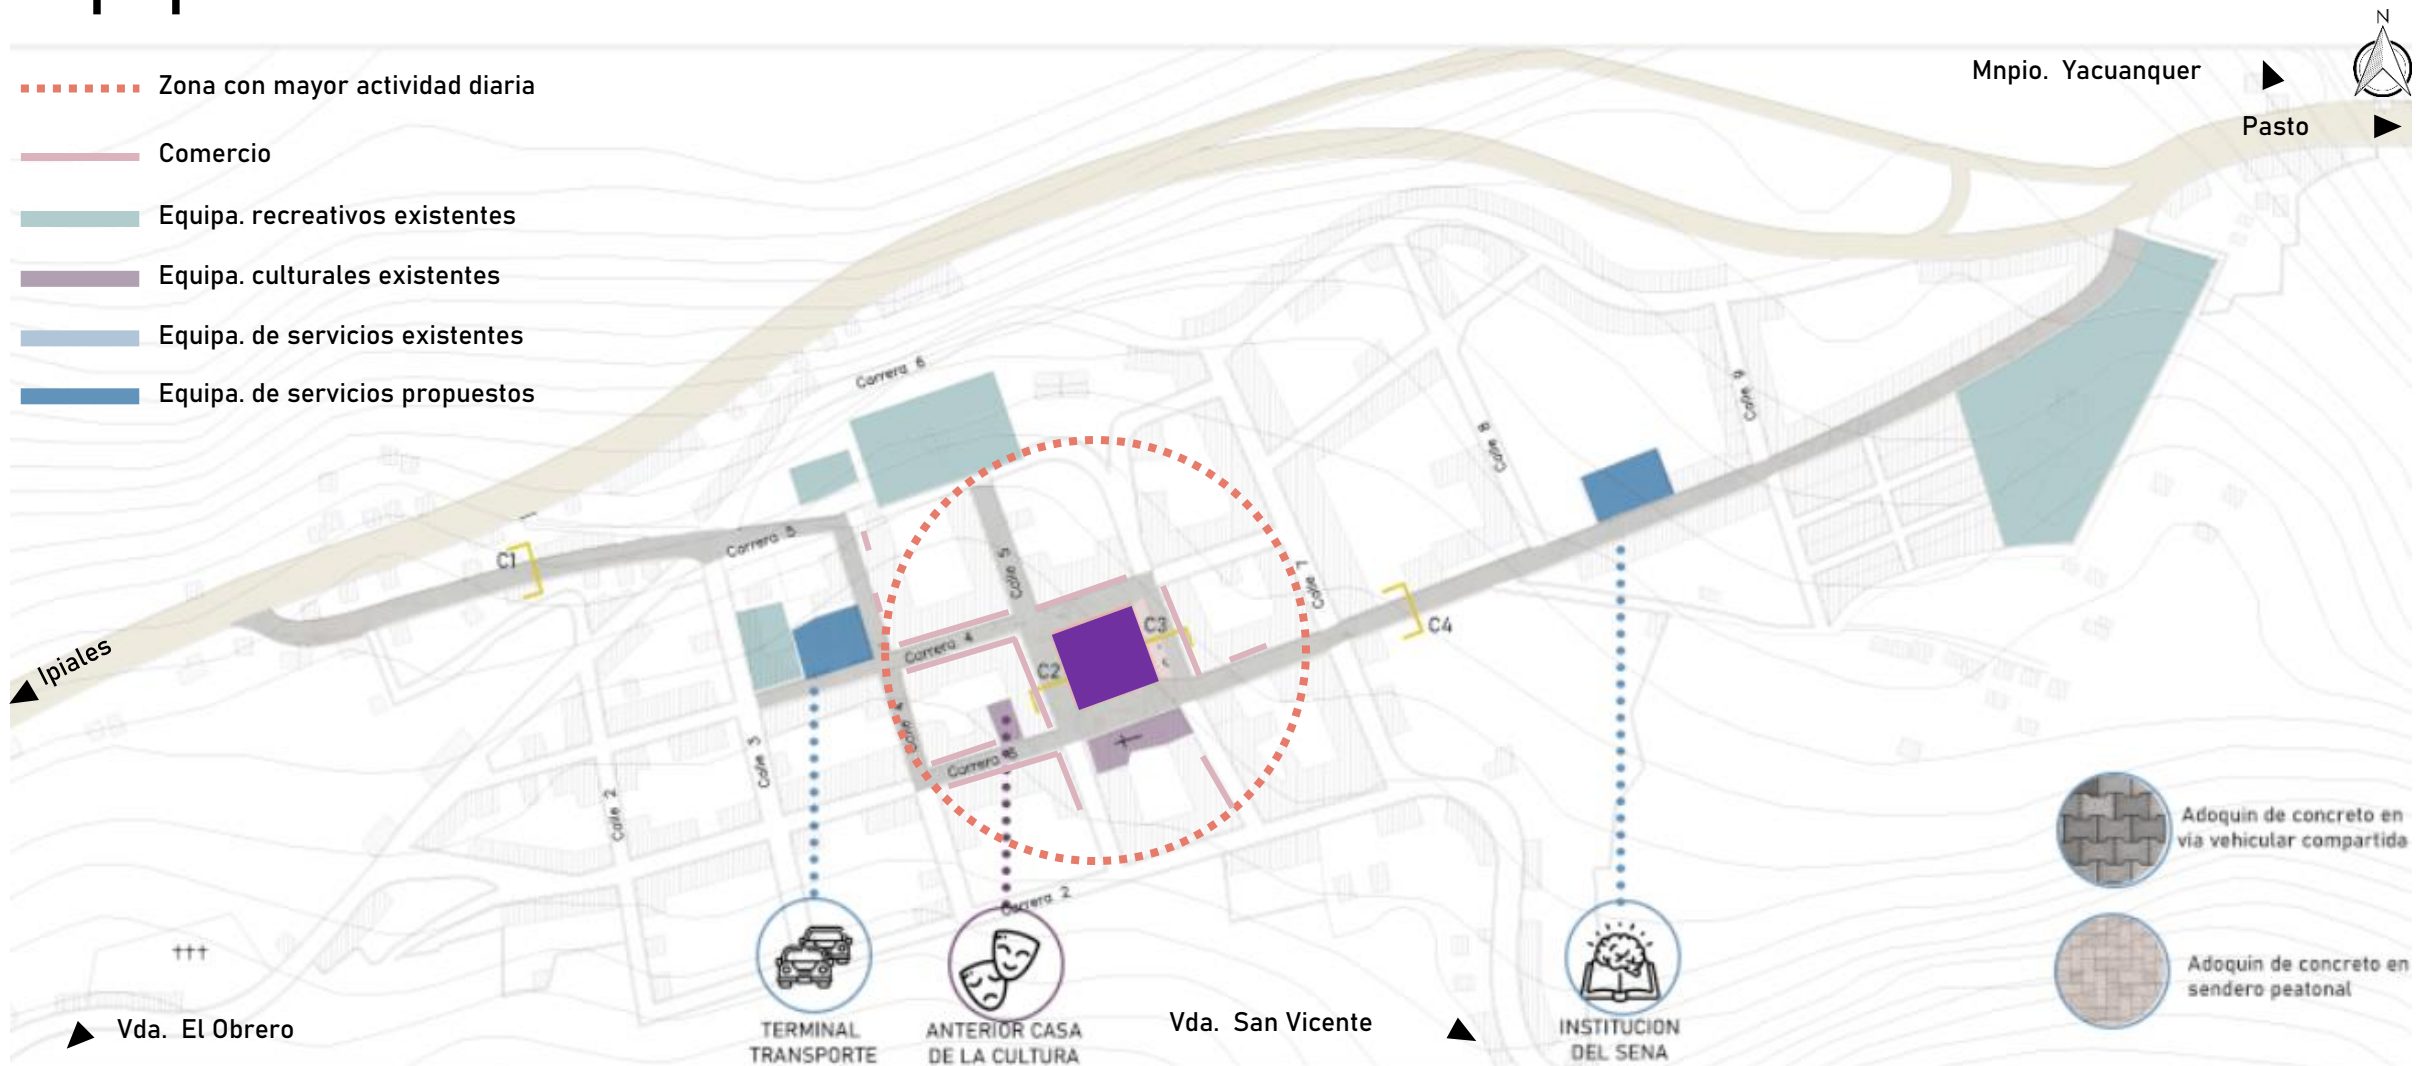 Zona con mayor actividad diaria
Comercio
Equipa. recreativos existentes
Equipa. culturales existentes
Equipa. de servicios existentes
Equipa. de servicios propuestos
N
Mnpio. Yacuanquer
Pasto
Carrera 6
Calle 9
Calle 8
Carrera 5
C1
Calle 5
Calle 7
C3
C4
Carrera 4
C2
Ipiales
Calle 4
Calle 3
Carrera
Calle 2
Carrera 2
Adoquin de concreto en
via vehicular compartida
Adoquin de concreto en
sendero peatonal
Vda. El Obrero
TERMINAL
TRANSPORTE
ANTERIOR CASA
DE LA CULTURA
Vda. San Vicente
INSTITUCION
DEL SENA